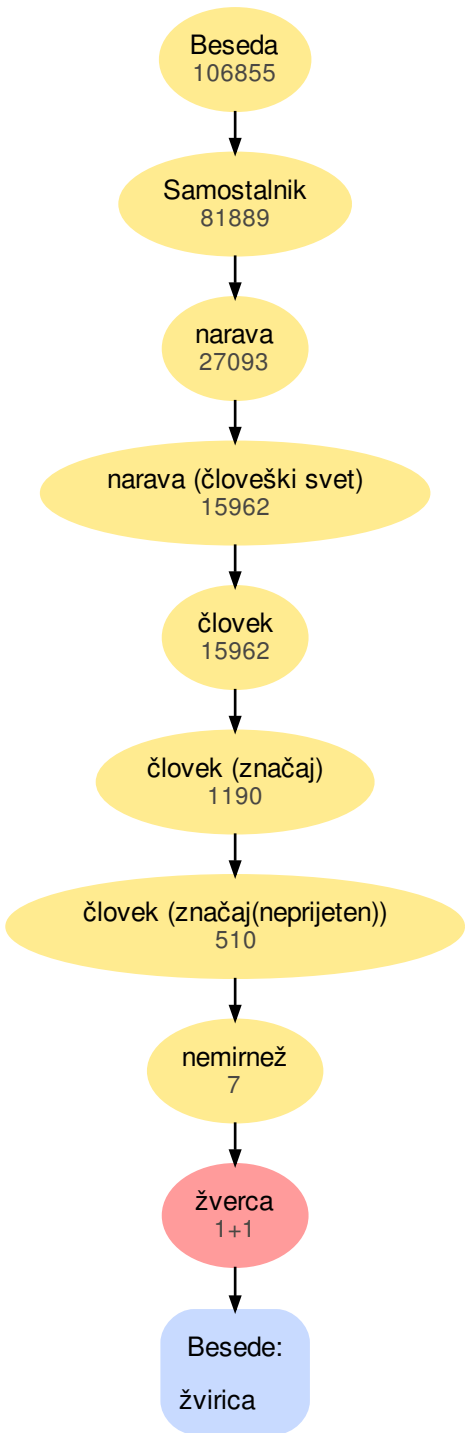 Beseda
106855
Samostalnik
81889
narava
27093
narava (človeški svet)
15962
človek
15962
človek (značaj)
1190
človek (značaj(neprijeten))
510
nemirnež
7
žverca
1+1
Besede:
žvirica